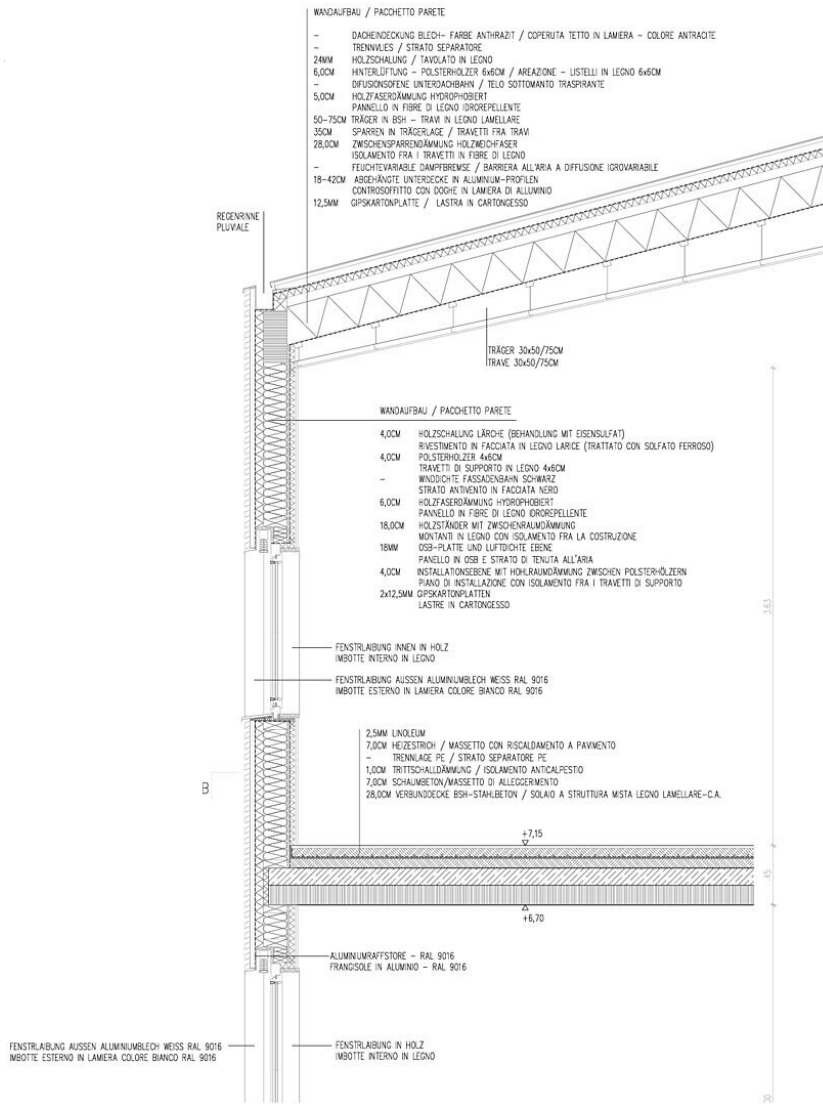 WANDAUFBAU / PACCHETTO PARETE
- DACHEINDECKUNG BLECH- FARBE ANTHRAZIT / COPERUTA TETTO IN LAMIERA - COLORE ANTRACITE
- TRENNVLIES / STRATO SEPARATORE
24MM HOLZSCHALUNG / TAVOLATO IN LEGNO
6,0CM HINTERLÜFTUNG - POLSTERHOLZER 6x6CM / AREAZIONE - LISTELLI IN LEGNO 6x6CM
- DIFUSIONSOFENE UNTERDACHBAHN / TELO SOTTOMANTO TRASPIRANTE
5,0CM HOLZFASERDÄMMUNG HYDROPHOBIERT
PANNELLO IN FIBRE DI LEGNO IDROREPELLENTE
50-75CM TRÄGER IN BSH - TRAVI IN LEGNO LAMELLARE
35CM SPARREN IN TRÄGERLAGE / TRAVETTI FRA TRAVI
28,0CM ZWISCHENSPARRENDÄMMUNG HOLZWEICHFASER
ISOLAMENTO FRA I TRAVETTI IN FIBRE DI LEGNO
- FEUCHTEVARIABLE DAMPFBREMSE / BARRIERA ALL'ARIA A DIFFUSIONE IGROVARIABILE
18-42CM ABGEHÄNGTE UNTERDECKE IN ALUMINIUM-PROFILEN
CONTROSOFFITTO CON DOGHE IN LAMIERA DI ALLUMINIO
12,5MM GIPSKARTONPLATTE / LASTRA IN CARTONGESSO
REGENRINNE
PLUVIALE
TRÄGER 30x50/75CM
TRAVE 30x50/75CM
WANDAUFBAU / PACCHETTO PARETE
4,0CM HOLZSCHALUNG LÄRCHE (BEHANDLUNG MIT EISENSULFAT)
RIVESTIMENTO IN FACCIATA IN LEGNO LARICE (TRATTATO CON SOLFATO FERROSO)
4,0CM POLSTERHOLZER 4x6CM
TRAVETTI DI SUPPORTO IN LEGNO 4x6CM
- WINDDICHTE FASSADENBAHN SCHWARZ
STRATO ANTIVENTO IN FACCIATA NERO
6,0CM HOLZFASERDÄMMUNG HYDROPHOBIERT
PANNELLO IN FIBRE DI LEGNO IDROREPELLENTE
18,0CM HOLZSTÄNDER MIT ZWISCHENRAUMDÄMMUNG
MONTANTI IN LEGNO CON ISOLAMENTO FRA LA COSTRUZIONE
18MM OSB-PLATTE UND LUFTDICHTE EBENE
PANELLO IN OSB E STRATO DI TENUTA ALL'ARIA
4,0CM INSTALLATIONSEBENE MIT HOHLRAUMDÄMMUNG ZWISCHEN POLSTERHÖLZERN
PIANO DI INSTALLAZIONE CON ISOLAMENTO FRA I TRAVETTI DI SUPPORTO
2x12,5MM GIPSKARTONPLATTEN
LASTRE IN CARTONGESSO
3.63
FENSTRLAIBUNG INNEN IN HOLZ
IMBOTTE INTERNO IN LEGNO
FENSTRLAIBUNG AUSSEN ALUMINIUMBLECH WEISS RAL 9016
IMBOTTE ESTERNO IN LAMIERA COLORE BIANCO RAL 9016
2,5MM LINOLEUM
7,0CM HEIZESTRICH / MASSETTO CON RISCALDAMENTO A PAVIMENTO
- TRENNLAGE PE / STRATO SEPARATORE PE
1,0CM TRITTSCHALLDÄMMUNG / ISOLAMENTO ANTICALPESTIO
7,0CM SCHAUMBETON/MASSETTO DI ALLEGGERIMENTO
28,0CM VERBUNDDECKE BSH-STAHLBETON / SOLAIO A STRUTTURA MISTA LEGNO LAMELLARE-C.A.
B
+7,15
.45
+6,70
ALUMINIUMRAFFSTORE - RAL 9016
FRANGISOLE IN ALUMINIO - RAL 9016
FENSTRLAIBUNG AUSSEN ALUMINIUMBLECH WEISS RAL 9016
IMBOTTE ESTERNO IN LAMIERA COLORE BIANCO RAL 9016
FENSTRLAIBUNG IN HOLZ
IMBOTTE INTERNO IN LEGNO